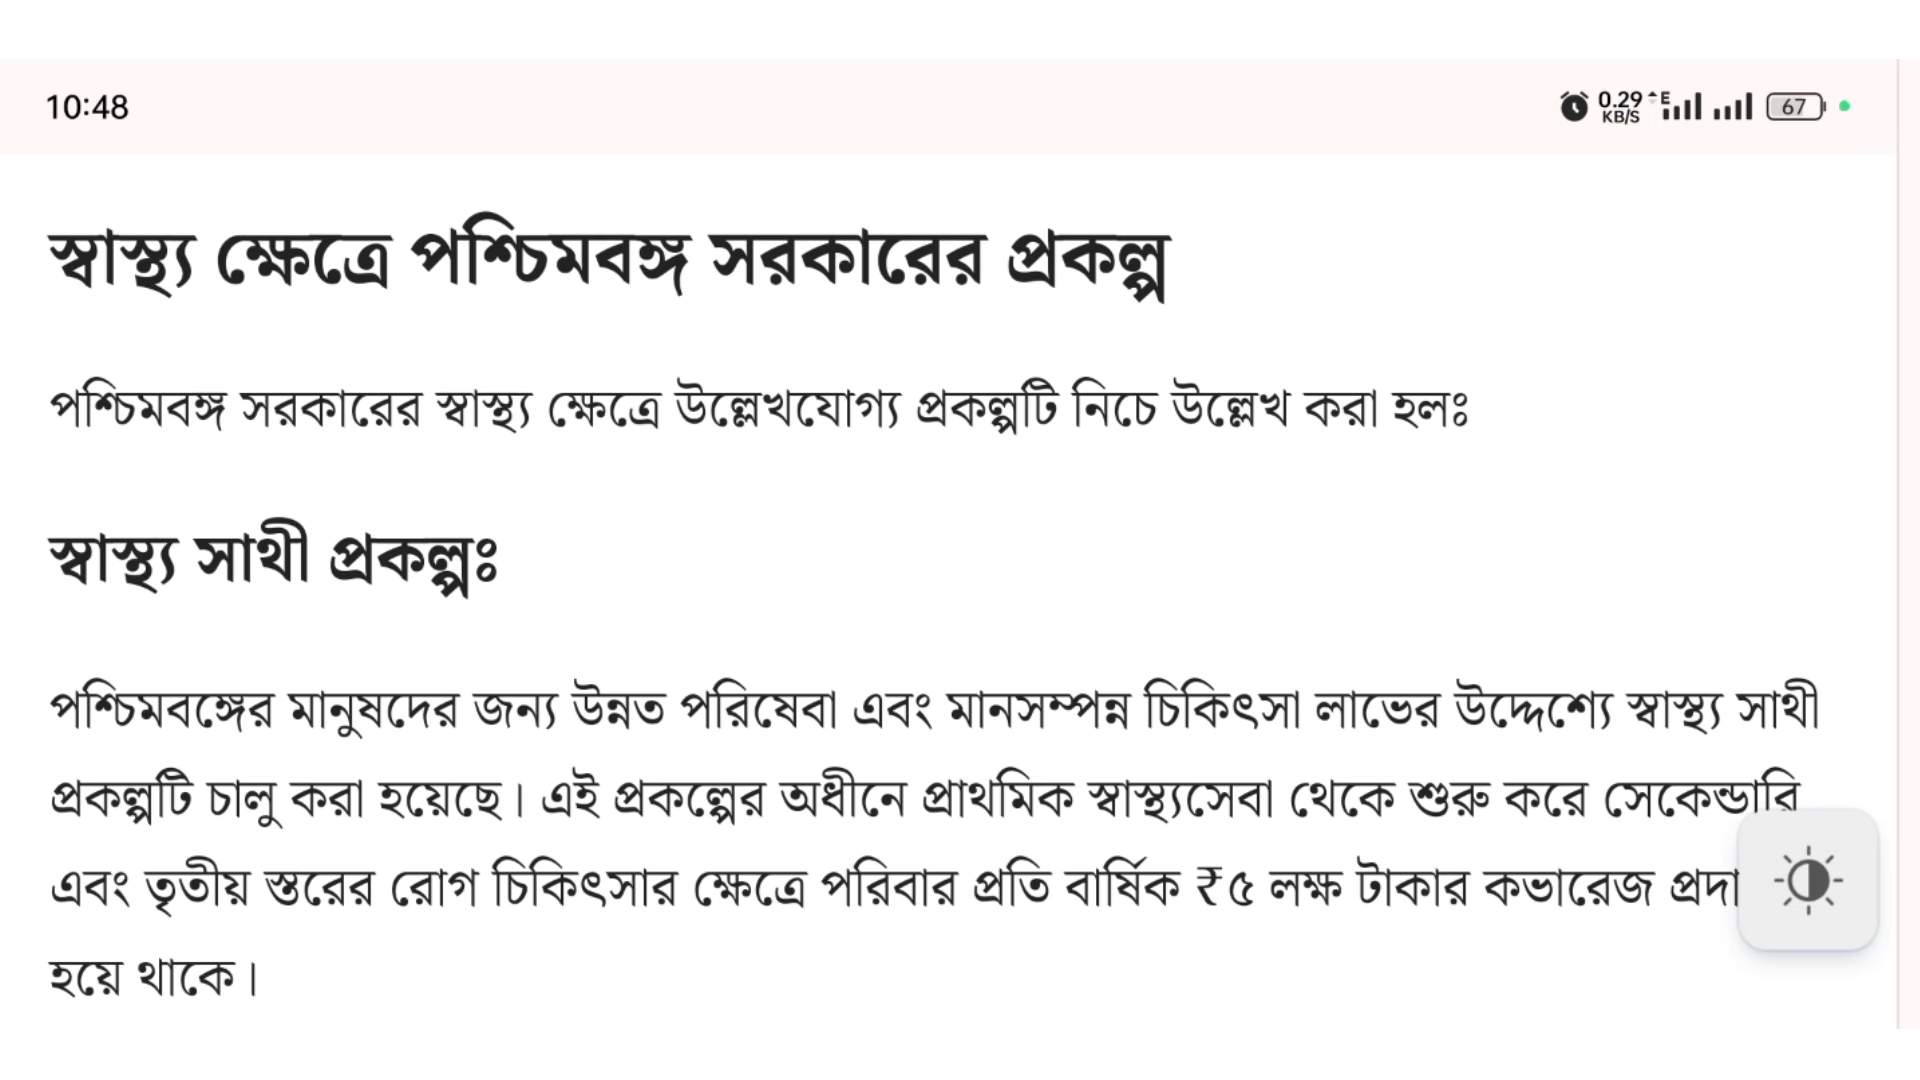 10:48
0.29 KB/S E 67
স্বাস্থ্য ক্ষেত্রে পশ্চিমবঙ্গ সরকারের প্রকল্প
পশ্চিমবঙ্গ সরকারের স্বাস্থ্য ক্ষেত্রে উল্লেখযোগ্য প্রকল্পটি নিচে উল্লেখ করা হলঃ
স্বাস্থ্য সাথী প্রকল্পঃ
পশ্চিমবঙ্গের মানুষদের জন্য উন্নত পরিষেবা এবং মানসম্পন্ন চিকিৎসা লাভের উদ্দেশ্যে স্বাস্থ্য সাথী
প্রকল্পটি চালু করা হয়েছে। এই প্রকল্পের অধীনে প্রাথমিক স্বাস্থ্যসেবা থেকে শুরু করে সেকেন্ডারি
এবং তৃতীয় স্তরের রোগ চিকিৎসার ক্ষেত্রে পরিবার প্রতি বার্ষিক ₹৫ লক্ষ টাকার কভারেজ প্রদা
হয়ে থাকে।